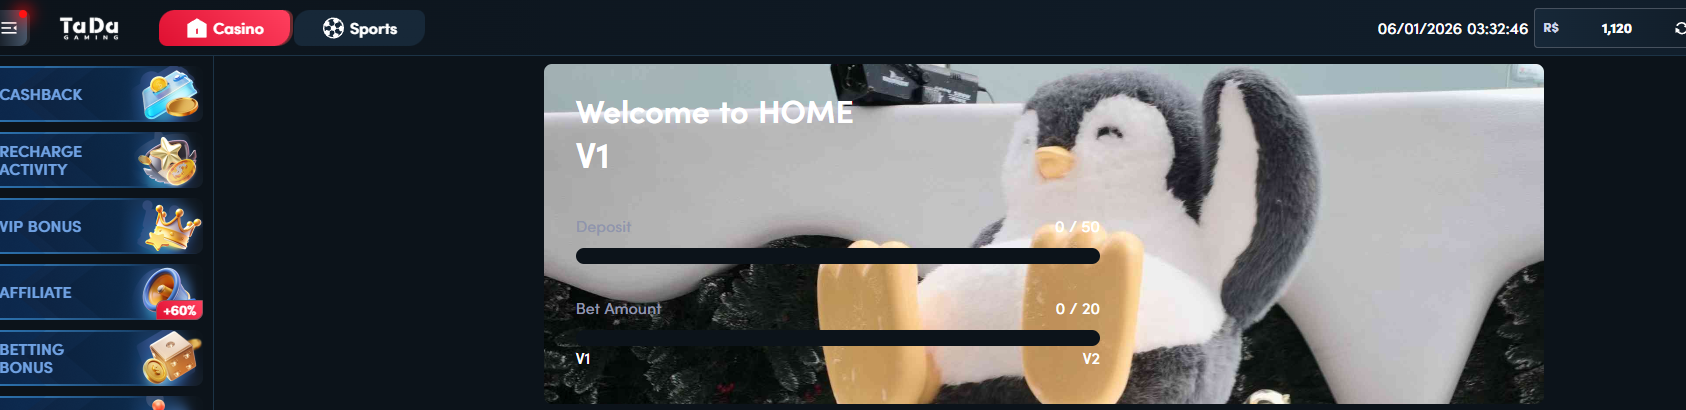 TaDa
GAMING
Casino
Sports
06/01/2026 03:32:46
R$ 1,120
CASHBACK
RECHARGE
ACTIVITY
VIP BONUS
AFFILIATE
+60%
BETTING
BONUS
Welcome to HOME
V1
Deposit 0 / 50
Bet Amount 0 / 20
V1 V2